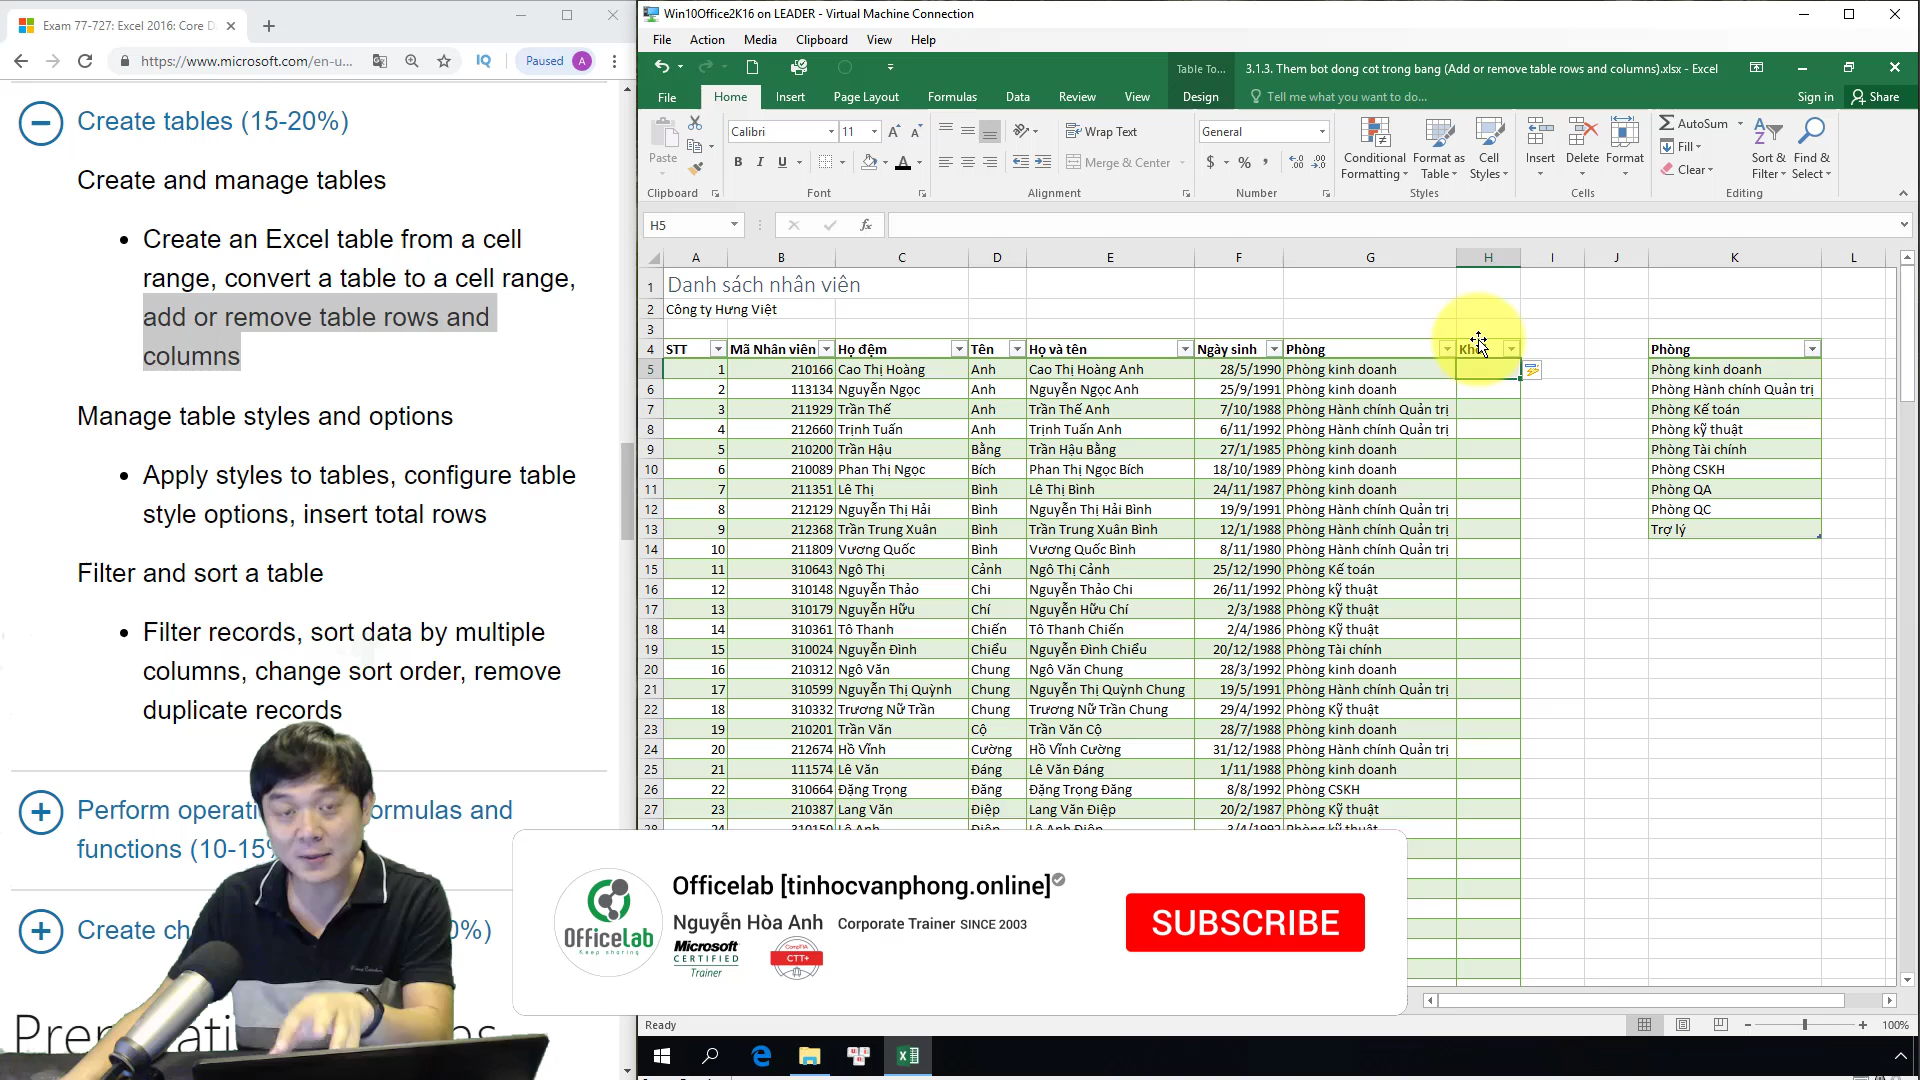 Exam 77-727: Excel 2016: Core D
https://www.microsoft.com/en-u...
IQ
Paused
A
Create tables (15-20%)
Create and manage tables
Create an Excel table from a cell
range, convert a table to a cell range,
add or remove table rows and
columns
Manage table styles and options
Apply styles to tables, configure table
style options, insert total rows
Filter and sort a table
Filter records, sort data by multiple
columns, change sort order, remove
duplicate records
Perform operati
ormulas and
functions (10-15%
Create ch
0%)
Win10Office2K16 on LEADER - Virtual Machine Connection
File Action Media Clipboard View Help
Table To... 3.1.3. Them bot dong cot trong bang (Add or remove table rows and columns).xlsx - Excel
File Home Insert Page Layout Formulas Data Review View Design Tell me what you want to do... Sign in Share
Paste
Calibri 11
B I U
Wrap Text
Merge & Center
General
$ % ,
Conditional Formatting
Format as Table
Cell Styles
Insert Delete Format
AutoSum
Fill
Clear
Sort & Filter
Find & Select
Clipboard Font Alignment Number Styles Cells Editing
H5 fx
A B C D E F G H I J K L
1 Danh sách nhân viên
2 Công ty Hưng Việt
3
4 STT Mã Nhân viên Họ đệm Tên Họ và tên Ngày sinh Phòng Phòng
5 1 210166 Cao Thị Hoàng Anh Cao Thị Hoàng Anh 28/5/1990 Phòng kinh doanh Phòng kinh doanh
6 2 113134 Nguyễn Ngọc Anh Nguyễn Ngọc Anh 25/9/1991 Phòng kinh doanh Phòng Hành chính Quản trị
7 3 211929 Trần Thế Anh Trần Thế Anh 7/10/1988 Phòng Hành chính Quản trị Phòng Kế toán
8 4 212660 Trịnh Tuấn Anh Trịnh Tuấn Anh 6/11/1992 Phòng Hành chính Quản trị Phòng kỹ thuật
9 5 210200 Trần Hậu Bằng Trần Hậu Bằng 27/1/1985 Phòng kinh doanh Phòng Tài chính
10 6 210089 Phan Thị Ngọc Bích Phan Thị Ngọc Bích 18/10/1989 Phòng kinh doanh Phòng CSKH
11 7 211351 Lê Thị Bình Lê Thị Bình 24/11/1987 Phòng kinh doanh Phòng QA
12 8 212129 Nguyễn Thị Hải Bình Nguyễn Thị Hải Bình 19/9/1991 Phòng Hành chính Quản trị Phòng QC
13 9 212368 Trần Trung Xuân Bình Trần Trung Xuân Bình 12/1/1988 Phòng Hành chính Quản trị Trợ lý
14 10 211809 Vương Quốc Bình Vương Quốc Bình 8/11/1980 Phòng Hành chính Quản trị
15 11 310643 Ngô Thị Cảnh Ngô Thị Cảnh 25/12/1990 Phòng Kế toán
16 12 310148 Nguyễn Thảo Chi Nguyễn Thảo Chi 26/11/1992 Phòng kỹ thuật
17 13 310179 Nguyễn Hữu Chí Nguyễn Hữu Chí 2/3/1988 Phòng Kỹ thuật
18 14 310361 Tô Thanh Chiến Tô Thanh Chiến 2/4/1986 Phòng Kỹ thuật
19 15 310024 Nguyễn Đình Chiểu Nguyễn Đình Chiểu 20/12/1988 Phòng Tài chính
20 16 210312 Ngô Văn Chung Ngô Văn Chung 28/3/1992 Phòng kinh doanh
21 17 310599 Nguyễn Thị Quỳnh Chung Nguyễn Thị Quỳnh Chung 19/5/1991 Phòng Hành chính Quản trị
22 18 310332 Trương Nữ Trần Chung Trương Nữ Trần Chung 29/4/1992 Phòng Kỹ thuật
23 19 210201 Trần Văn Cộ Trần Văn Cộ 28/7/1988 Phòng kinh doanh
24 20 212674 Hồ Vĩnh Cường Hồ Vĩnh Cường 31/12/1988 Phòng Hành chính Quản trị
25 21 111574 Lê Văn Đáng Lê Văn Đáng 1/11/1988 Phòng kinh doanh
26 22 310664 Đặng Trọng Đăng Đặng Trọng Đăng 8/8/1992 Phòng CSKH
27 23 210387 Lang Văn Điệp Lang Văn Điệp 20/2/1987 Phòng Kỹ thuật
Officelab [tinhocvanphong.online]
Nguyễn Hòa Anh Corporate Trainer SINCE 2003
OFFICELAB
Keep sharing
Microsoft
CERTIFIED
Trainer
CompTIA
CTT+
SUBSCRIBE
Ready
100%